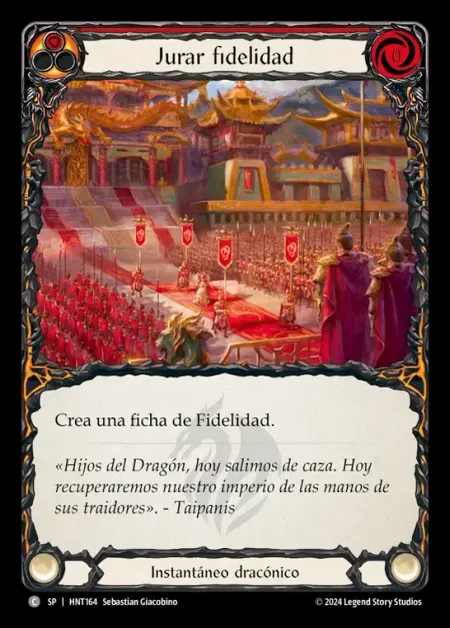 Jurar fidelidad
0
Crea una ficha de Fidelidad.
«Hijos del Dragón, hoy salimos de caza. Hoy
recuperaremos nuestro imperio de las manos de
sus traidores». - Taipanis
Instantáneo dracónico
C SP | HNT164 Sebastian Giacobino
© 2024 Legend Story Studios